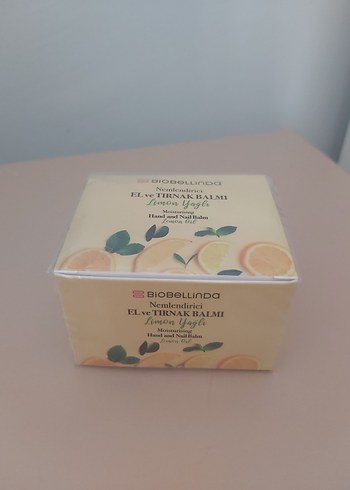 BIOBELLINDA
Nemlendirici
EL ve TIRNAK BALMI
Limon Yağlı
Moisturising
Hand and Nail Balm
Lemon Oil
BIOBELLINDA
Nemlendirici
EL ve TIRNAK BALMI
Limon Yağlı
Moisturising
Hand and Nail Balm
Lemon Oil